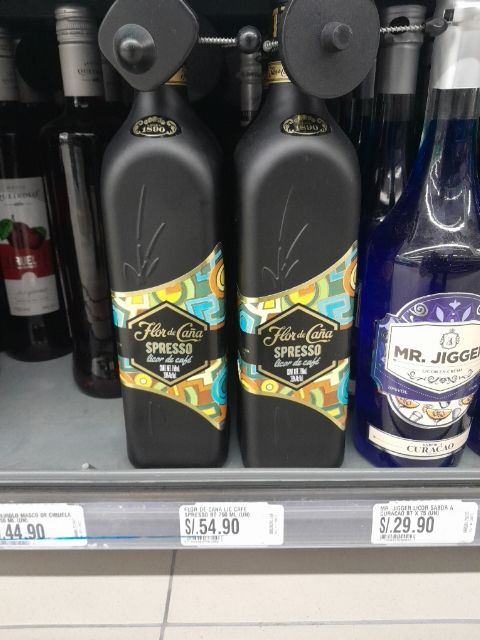 1890
Flor de Caña
SPRESSO
licor de café
1890
Flor de Caña
SPRESSO
licor de café
MR. JIGGER
CURACAO
44.90
FLOR DE CANA LIC CAFE
SPRESSO BT 750 ML (UN)
S/.54.90
MR. JIGGER LICOR SABOR A
CURACAO BT X 75 (UN)
S/.29.90